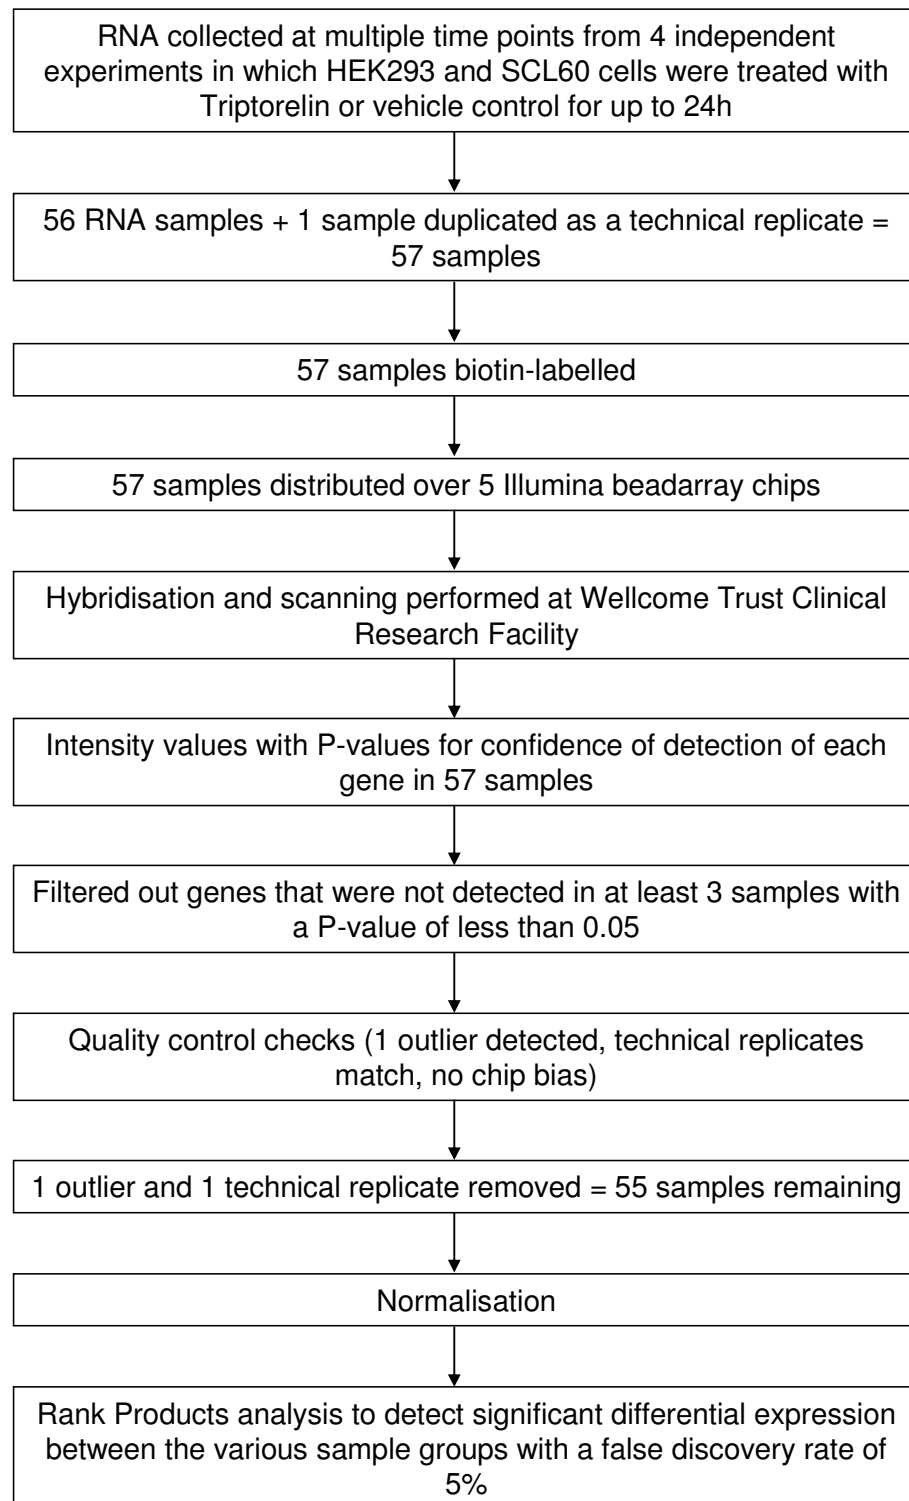 RNA collected at multiple time points from 4 independent
experiments in which HEK293 and SCL60 cells were treated with
Triptorelin or vehicle control for up to 24h
56 RNA samples + 1 sample duplicated as a technical replicate =
57 samples
57 samples biotin-labelled
57 samples distributed over 5 Illumina beadarray chips
Hybridisation and scanning performed at Wellcome Trust Clinical
Research Facility
Intensity values with P-values for confidence of detection of each
gene in 57 samples
Filtered out genes that were not detected in at least 3 samples with
a P-value of less than 0.05
Quality control checks (1 outlier detected, technical replicates
match, no chip bias)
1 outlier and 1 technical replicate removed = 55 samples remaining
Normalisation
Rank Products analysis to detect significant differential expression
between the various sample groups with a false discovery rate of
5%